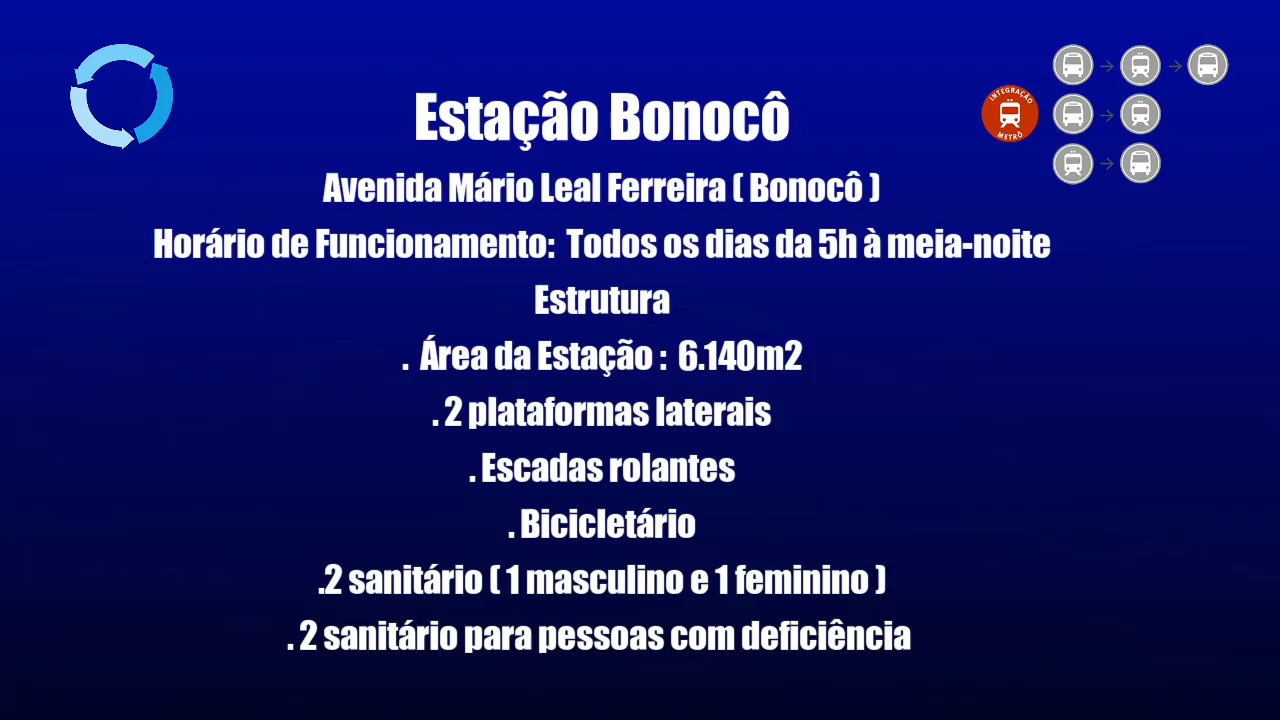 INTEGRAÇÃO
METRÔ
Estação Bonocô
Avenida Mário Leal Ferreira ( Bonocô )
Horário de Funcionamento:  Todos os dias da 5h à meia-noite
Estrutura
.  Área da Estação :  6.140m2
. 2 plataformas laterais
. Escadas rolantes
. Bicicletário
.2 sanitário ( 1 masculino e 1 feminino )
. 2 sanitário para pessoas com deficiência